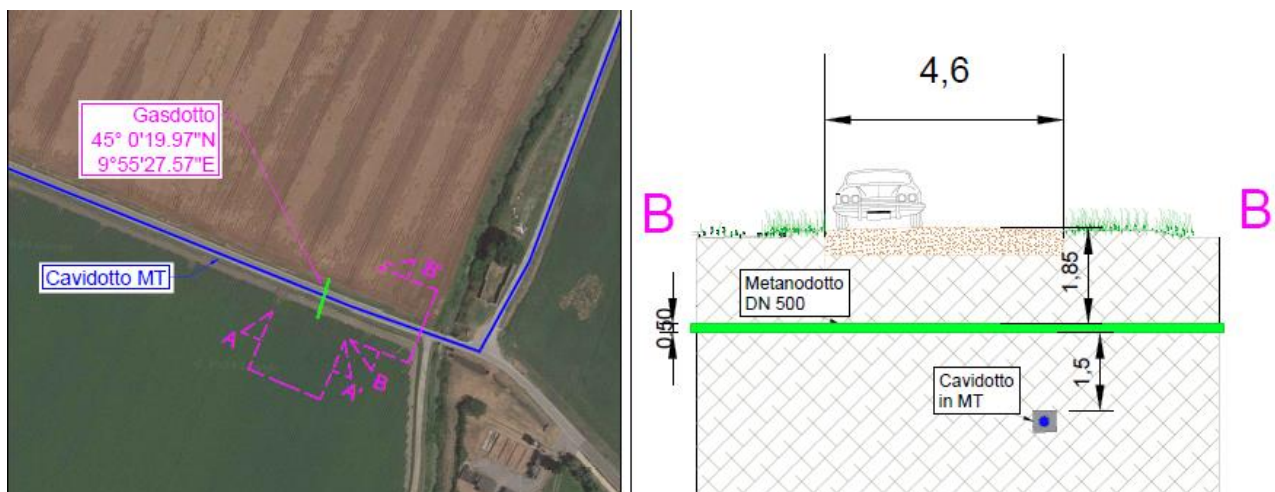 Gasdotto
45° 0'19.97"N
9°55'27.57"E
Cavidotto MT
B'
A
A'
B
4,6
B
B
Metanodotto
DN 500
0,50
1,85
1,5
Cavidotto
in MT